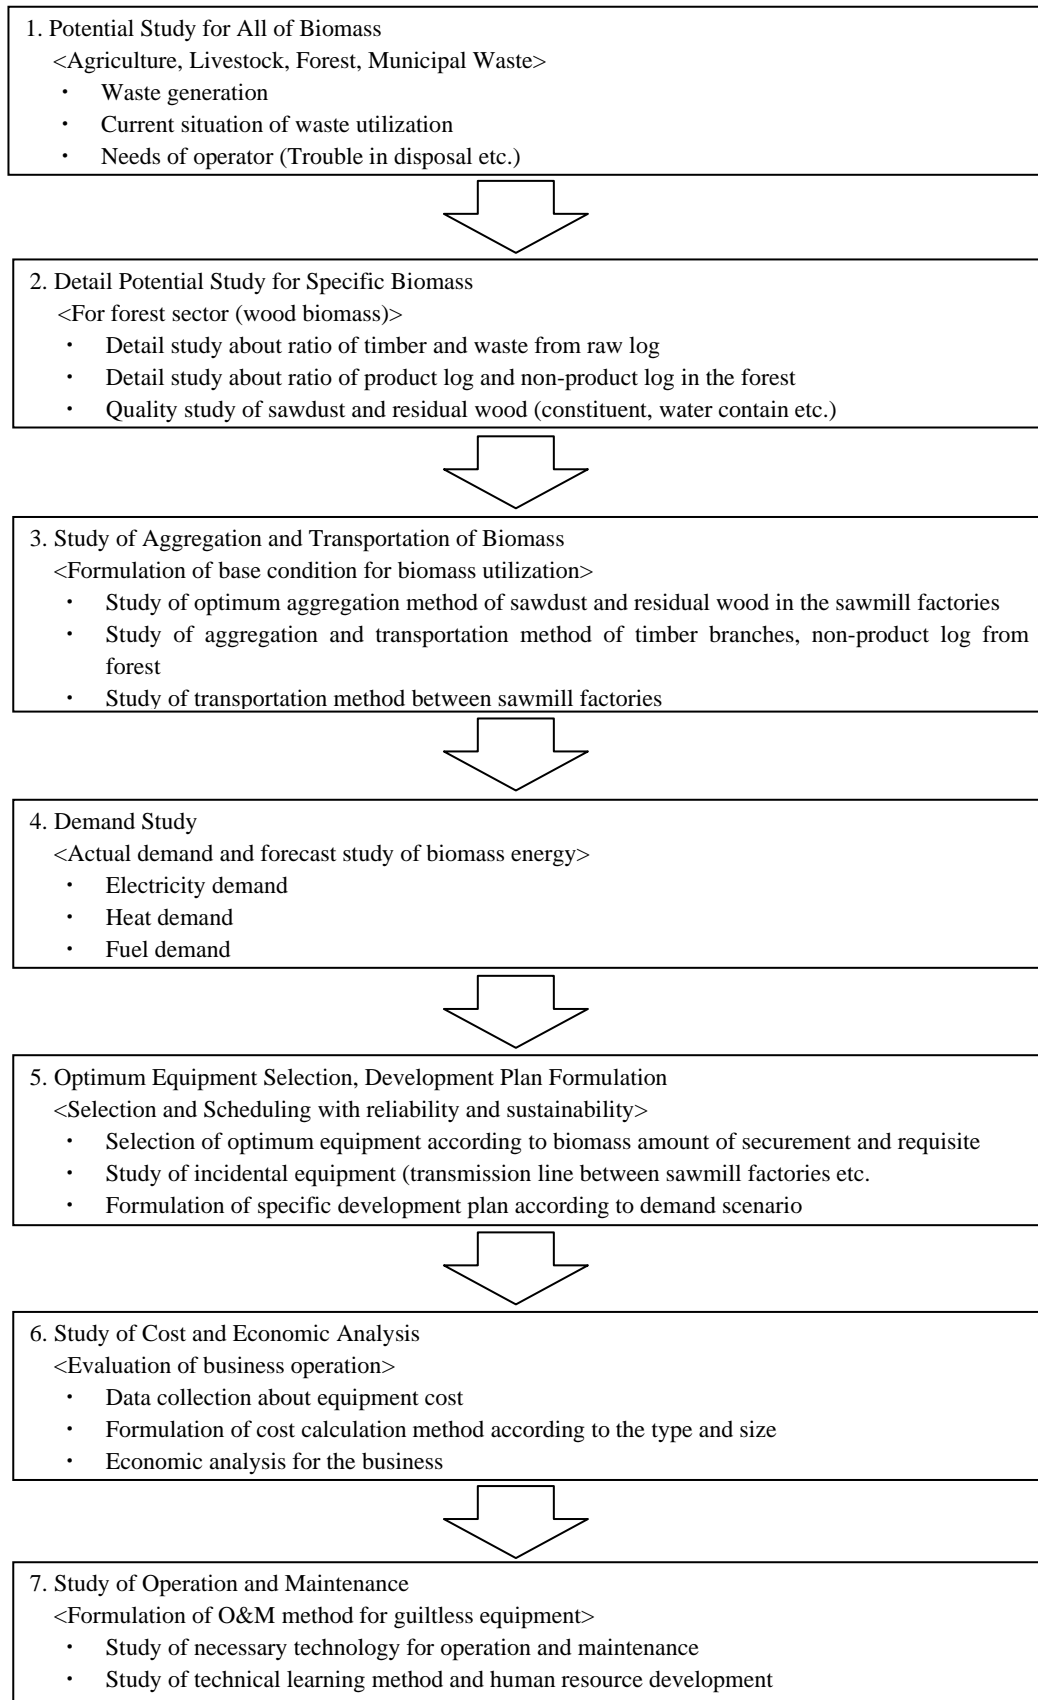 1. Potential Study for All of Biomass
<Agriculture, Livestock, Forest, Municipal Waste>
・ Waste generation
・ Current situation of waste utilization
・ Needs of operator (Trouble in disposal etc.)
2. Detail Potential Study for Specific Biomass
<For forest sector (wood biomass)>
・ Detail study about ratio of timber and waste from raw log
・ Detail study about ratio of product log and non-product log in the forest
・ Quality study of sawdust and residual wood (constituent, water contain etc.)
3. Study of Aggregation and Transportation of Biomass
<Formulation of base condition for biomass utilization>
・ Study of optimum aggregation method of sawdust and residual wood in the sawmill factories
・ Study of aggregation and transportation method of timber branches, non-product log from
forest
・ Study of transportation method between sawmill factories
4. Demand Study
<Actual demand and forecast study of biomass energy>
・ Electricity demand
・ Heat demand
・ Fuel demand
5. Optimum Equipment Selection, Development Plan Formulation
<Selection and Scheduling with reliability and sustainability>
・ Selection of optimum equipment according to biomass amount of securement and requisite
・ Study of incidental equipment (transmission line between sawmill factories etc.
・ Formulation of specific development plan according to demand scenario
6. Study of Cost and Economic Analysis
<Evaluation of business operation>
・ Data collection about equipment cost
・ Formulation of cost calculation method according to the type and size
・ Economic analysis for the business
7. Study of Operation and Maintenance
<Formulation of O&M method for guiltless equipment>
・ Study of necessary technology for operation and maintenance
・ Study of technical learning method and human resource development